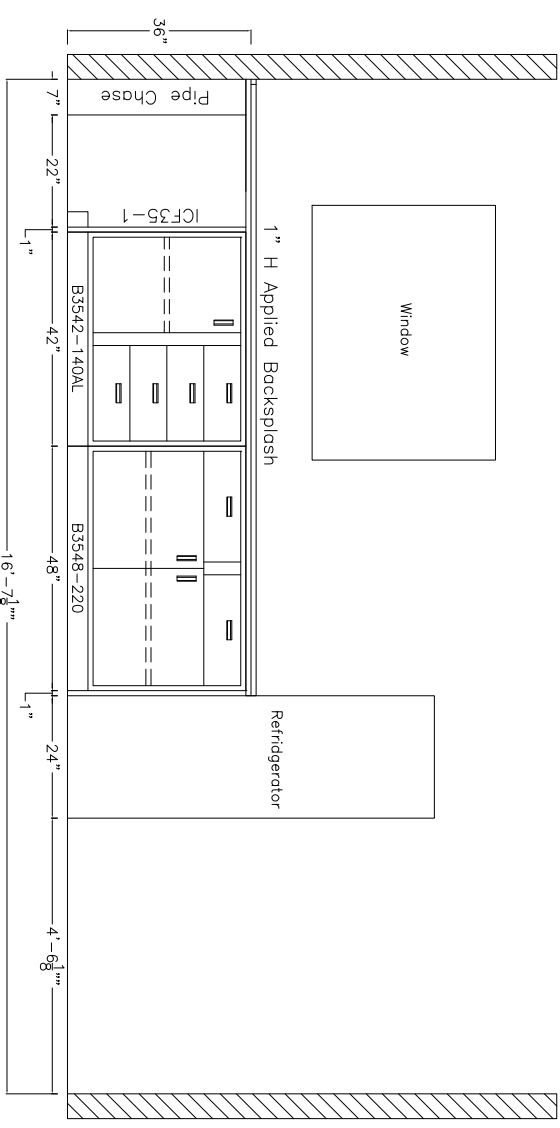 Window
Refridgerator
1" H Applied Backsplash
36"
Pipe Chase
ICF35-1
B3542-140AL
B3548-220
7"
22"
1"
42"
48"
1"
24"
4'-6 1/8""
16'-7 1/8""